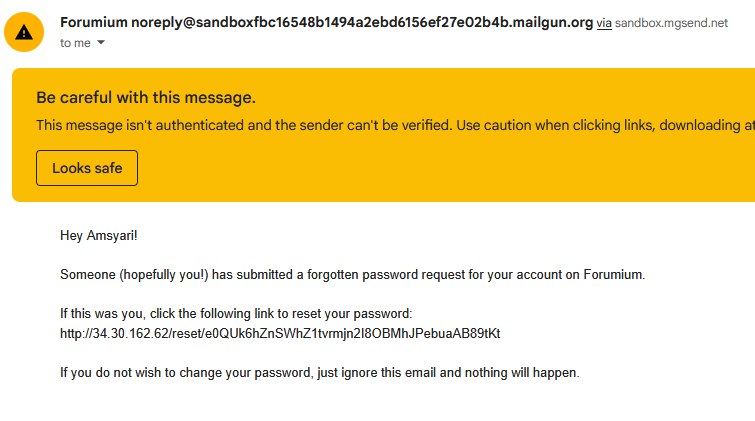 Forumium noreply@sandboxfbc16548b1494a2ebd6156ef27e02b4b.mailgun.org via sandbox.mgsend.net
to me
Be careful with this message.
This message isn't authenticated and the sender can't be verified. Use caution when clicking links, downloading at
Looks safe
Hey Amsyari!
Someone (hopefully you!) has submitted a forgotten password request for your account on Forumium.
If this was you, click the following link to reset your password:
http://34.30.162.62/reset/e0QUk6hZnSWhZ1tvrmjn2I8OBMhJPebuaAB89tKt
If you do not wish to change your password, just ignore this email and nothing will happen.